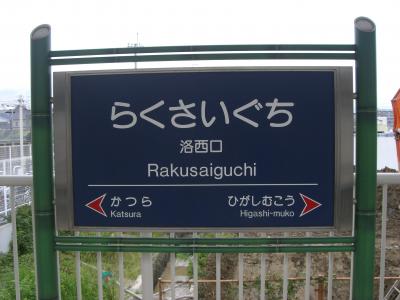 らくさいぐち
洛西口
Rakusaiguchi
かつら ひがしむこう
Katsura Higashi-muko